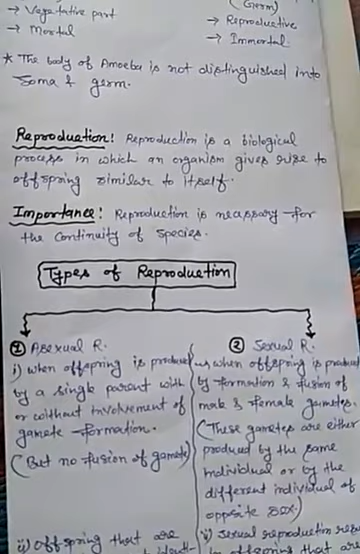 (Germ)
→ Vegetative part
→ Reproductive
→ Mortal
→ Immortal
* The body of Amoeba is not distinguished into
Soma & germ.
Reproduction: Reproduction is a biological
process in which an organism gives rise to
offspring similar to itself.
Importance: Reproduction is necessary for
the continuity of species.
Types of Reproduction
① Asexual R.
i) when offspring is produce
by a single parent with
or without involvement of
gamete formation.
(But no fusion of gamete)
ii) offspring that are
② Sexual R.
i) when offspring is produced
by formation & fusion of
male & female gametes.
(These gametes are either
produced by the same
individual or by the
different individual of
opposite sex.)
ii) sexual reproduction
offspring that are